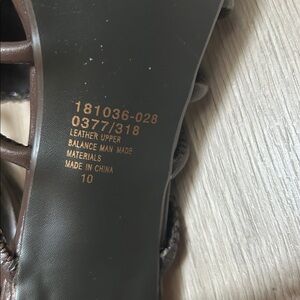 181036-028
0377/318
LEATHER UPPER
BALANCE MAN MADE
MATERIALS
MADE IN CHINA
10